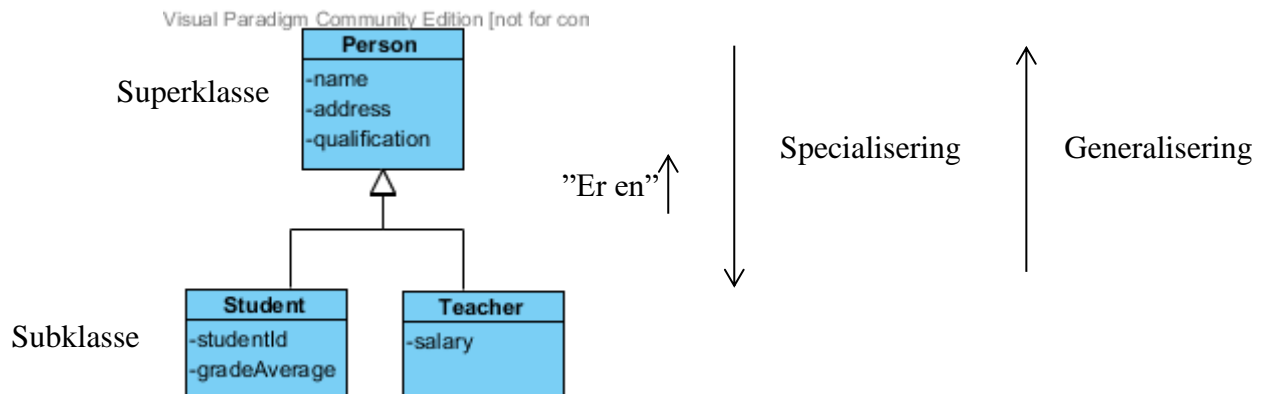 Visual Paradigm Community Edition [not for con
Person
-name
-address
-qualification
Superklasse
"Er en"
Specialisering
Generalisering
Subklasse
Student
-studentId
-gradeAverage
Teacher
-salary